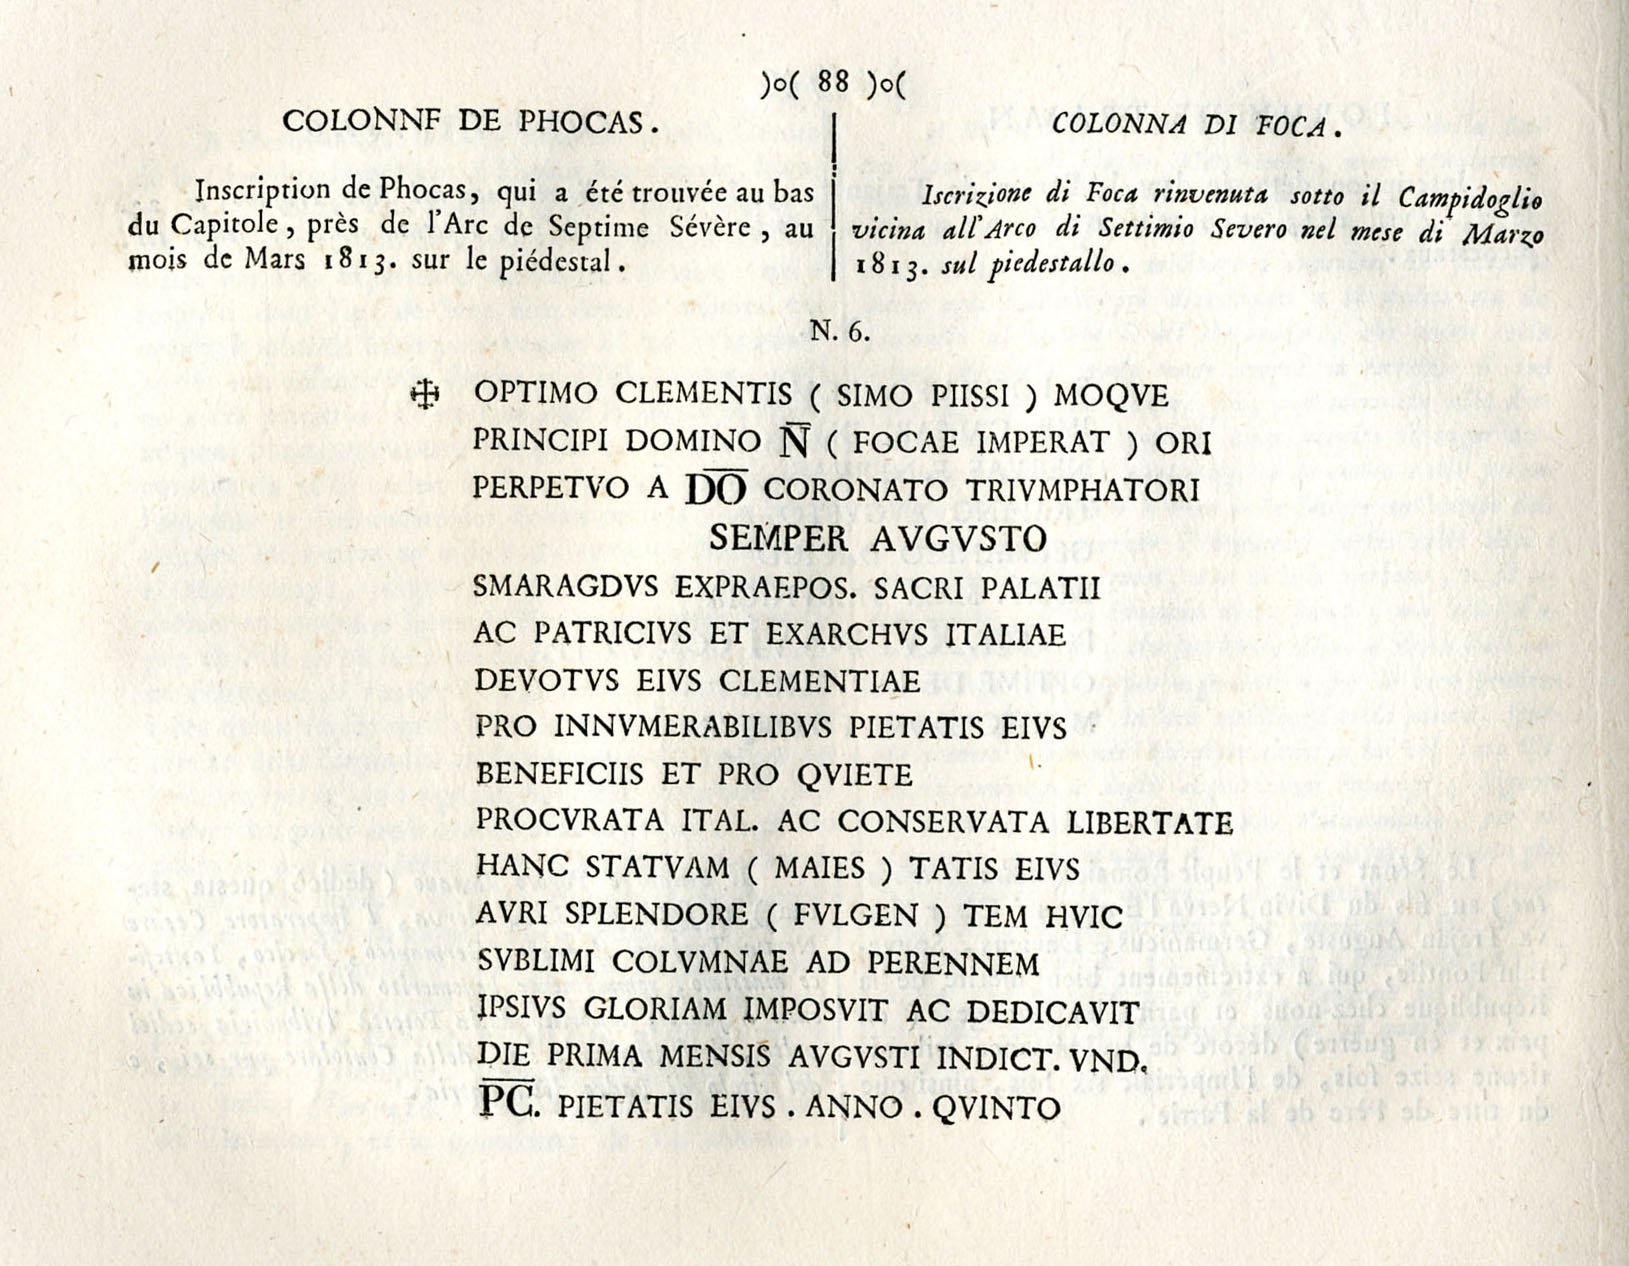 )o( 88 )o(
COLONNF DE PHOCAS.
Inscription de Phocas, qui a été trouvée au bas
du Capitole, près de l'Arc de Septime Sévère, au
mois de Mars 1813. sur le piédestal.
COLONNA DI FOCA.
Iscrizione di Foca rinvenuta sotto il Campidoglio
vicina all'Arco di Settimio Severo nel mese di Marzo
1813. sul piedestallo.
N. 6.
OPTIMO CLEMENTIS ( SIMO PIISSI ) MOQVE
PRINCIPI DOMINO N̅ ( FOCAE IMPERAT ) ORI
PERPETVO A D̅O̅ CORONATO TRIVMPHATORI
SEMPER AVGVSTO
SMARAGDVS EXPRAEPOS. SACRI PALATII
AC PATRICIVS ET EXARCHVS ITALIAE
DEVOTVS EIVS CLEMENTIAE
PRO INNVMERABILIBVS PIETATIS EIVS
BENEFICIIS ET PRO QVIETE
PROCVRATA ITAL. AC CONSERVATA LIBERTATE
HANC STATVAM ( MAIES ) TATIS EIVS
AVRI SPLENDORE ( FVLGEN ) TEM HVIC
SVBLIMI COLVMNAE AD PERENNEM
IPSIVS GLORIAM IMPOSVIT AC DEDICAVIT
DIE PRIMA MENSIS AVGVSTI INDICT. VND.
P̅C̅. PIETATIS EIVS . ANNO . QVINTO